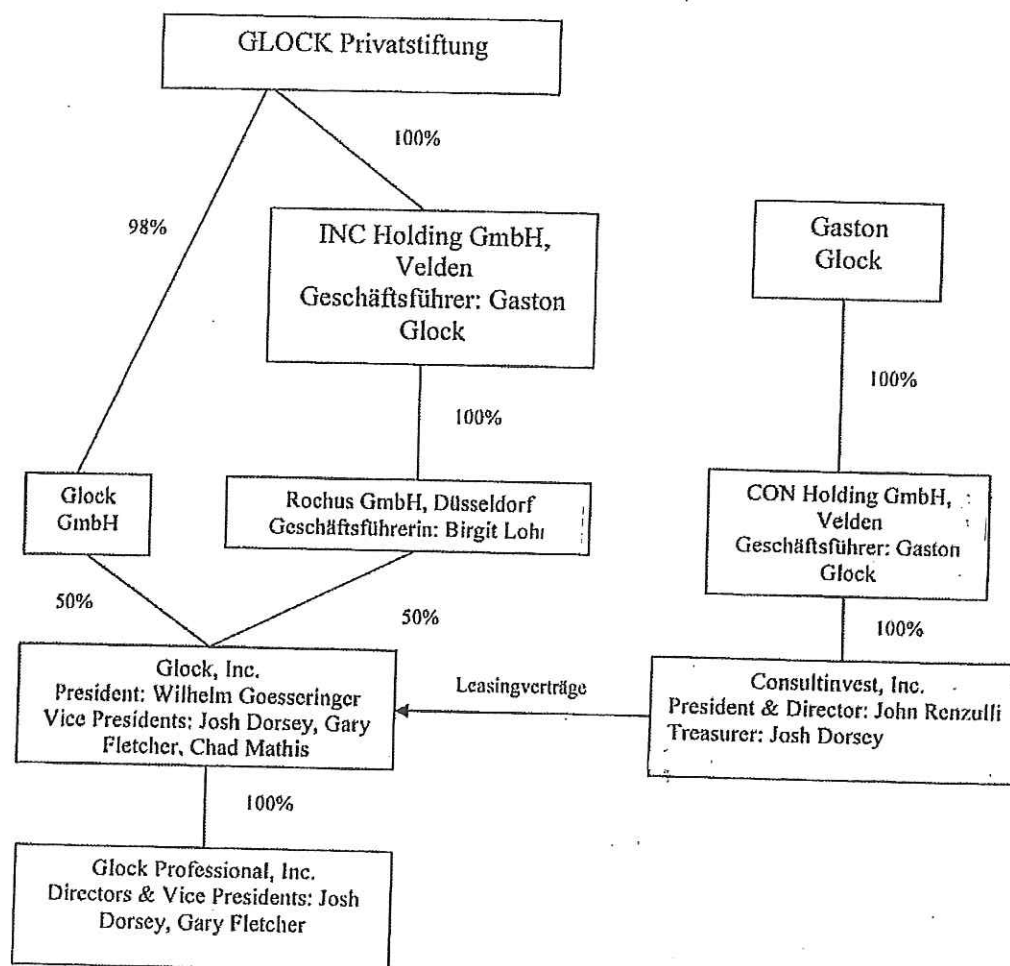 GLOCK Privatstiftung
100%
98%
INC Holding GmbH,
Velden
Geschäftsführer: Gaston
Glock
Gaston
Glock
100%
100%
Glock
GmbH
Rochus GmbH, Düsseldorf
Geschäftsführerin: Birgit Lohr
CON Holding GmbH,
Velden
Geschäftsführer: Gaston
Glock
50%
50%
100%
Glock, Inc.
President: Wilhelm Goesseringer
Vice Presidents: Josh Dorsey, Gary
Fletcher, Chad Mathis
Leasingverträge
Consultinvest, Inc.
President & Director: John Renzulli
Treasurer: Josh Dorsey
100%
Glock Professional, Inc.
Directors & Vice Presidents: Josh
Dorsey, Gary Fletcher